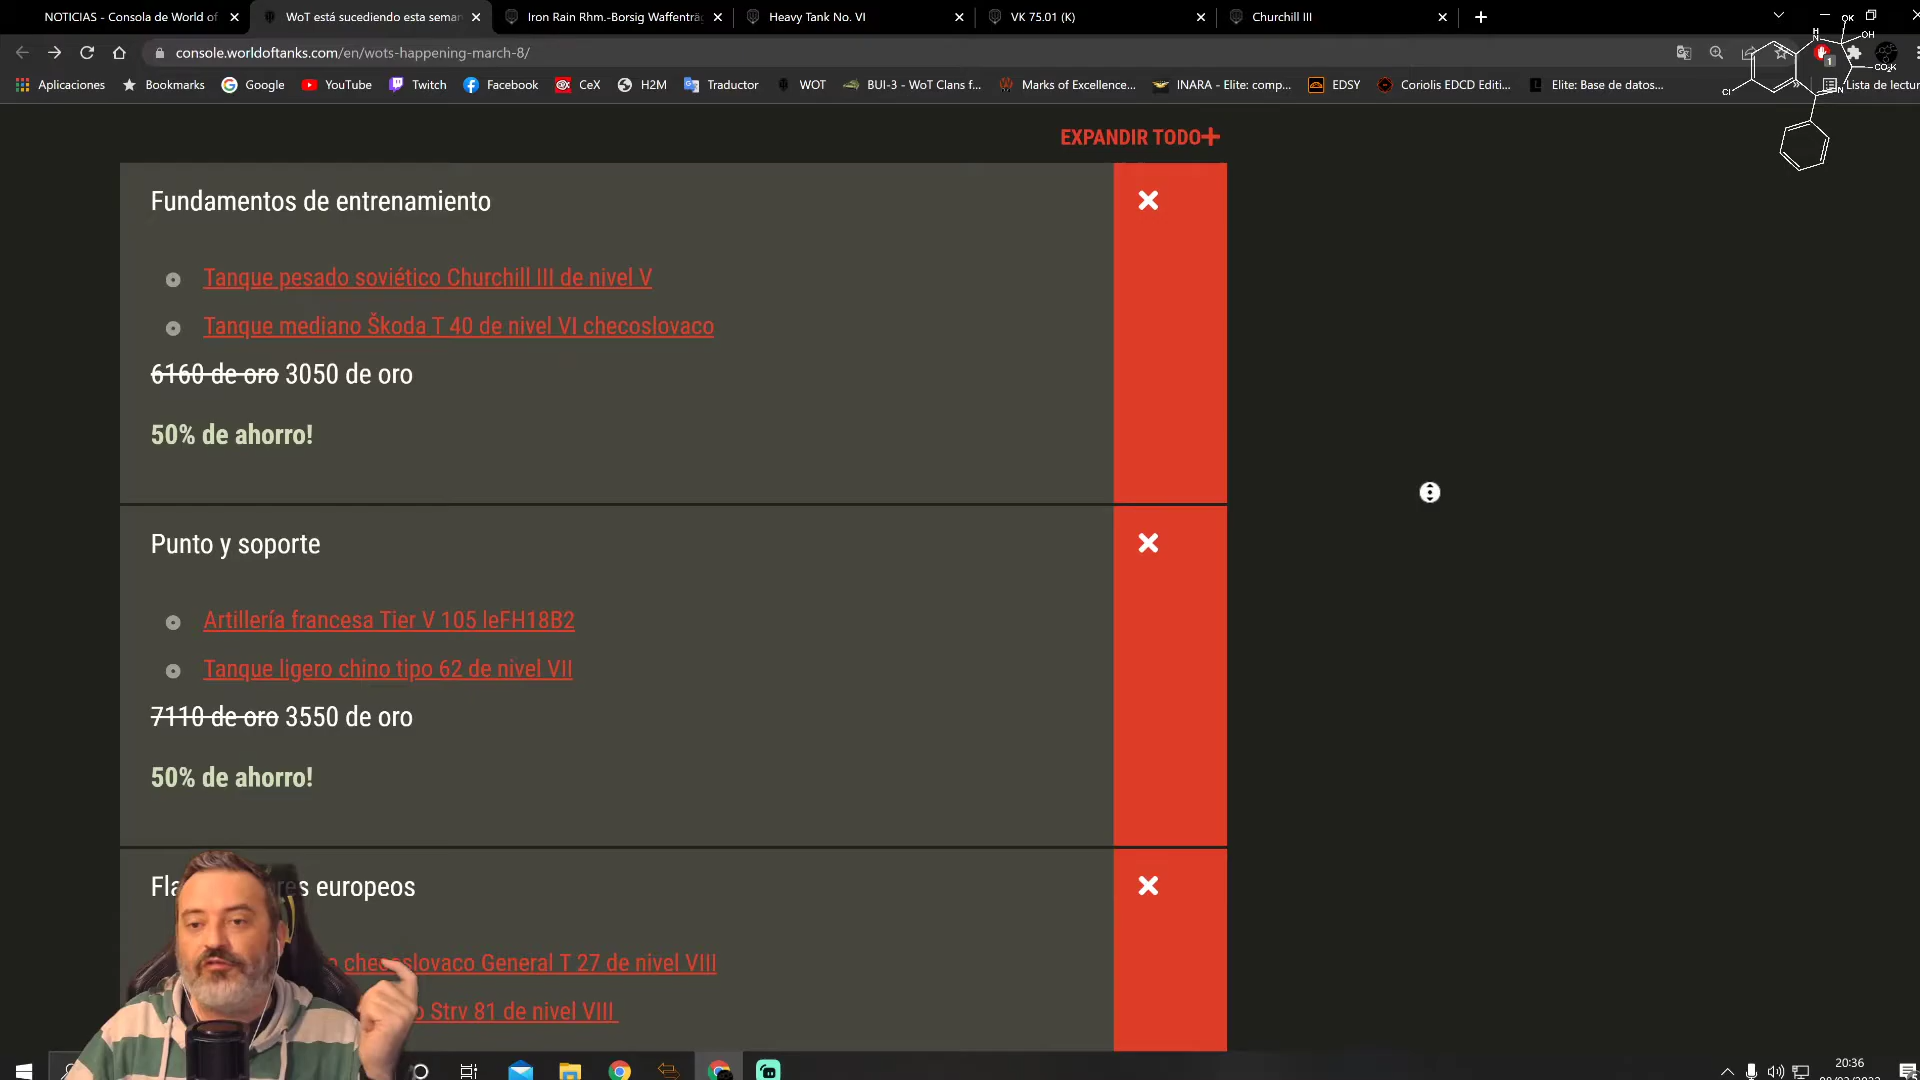 NOTICIAS - Consola de World of
WoT está sucediendo esta seman
Iron Rain Rhm.-Borsig Waffenträg
Heavy Tank No. VI
VK 75.01 (K)
Churchill III
console.worldoftanks.com/en/wots-happening-march-8/
Aplicaciones
Bookmarks
Google
YouTube
Twitch
Facebook
CeX
H2M
Traductor
WOT
BUI-3 - WoT Clans f...
Marks of Excellence...
INARA - Elite: comp...
EDSY
Coriolis EDCD Editi...
Elite: Base de datos...
Lista de lectur
OK
OH
H
N
CO₂K
N
Cl
1
EXPANDIR TODO+
Fundamentos de entrenamiento
Tanque pesado soviético Churchill III de nivel V
Tanque mediano Škoda T 40 de nivel VI checoslovaco
6160 de oro 3050 de oro
50% de ahorro!
Punto y soporte
Artillería francesa Tier V 105 leFH18B2
Tanque ligero chino tipo 62 de nivel VII
7110 de oro 3550 de oro
50% de ahorro!
europeos
checoslovaco General T 27 de nivel VIII
Strv 81 de nivel VIII
20:36